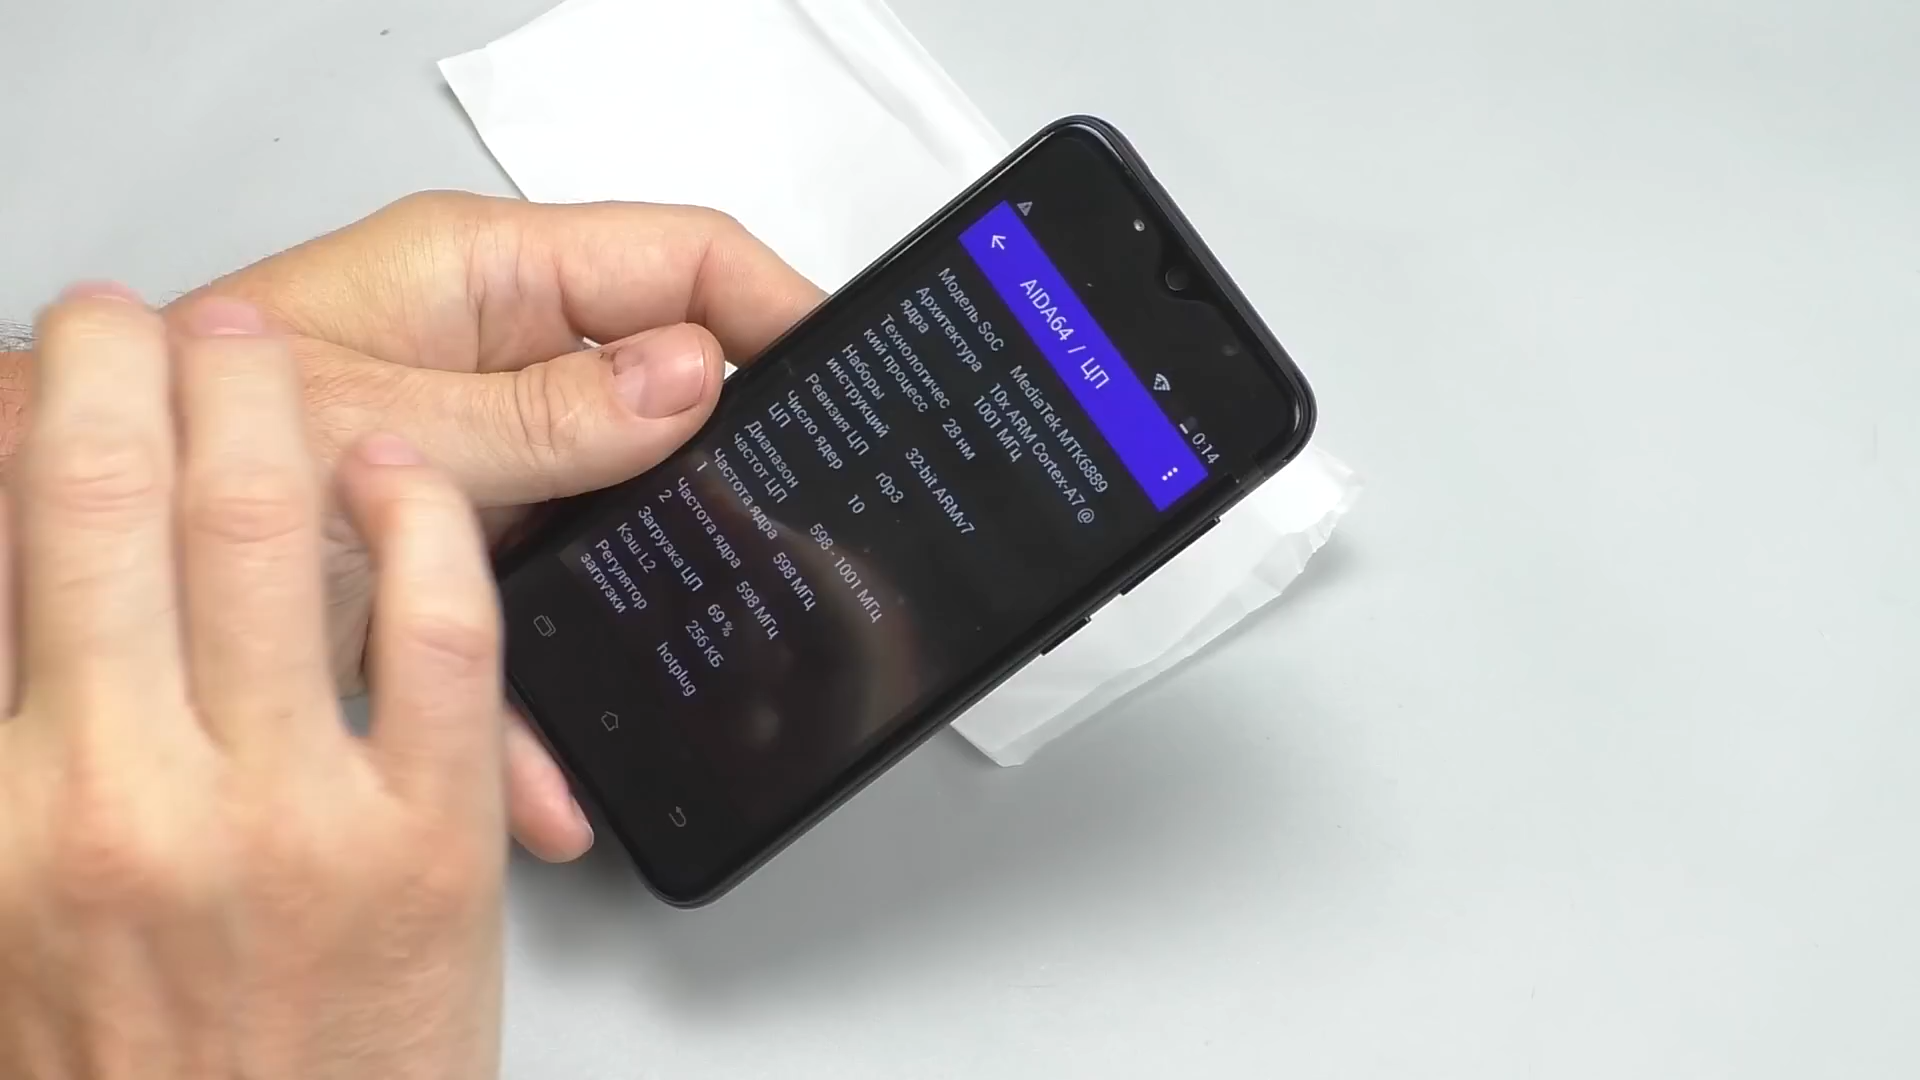 0:14
AIDA64 / ЦП
Модель SoC MediaTek MTK6889
Архитектура 10x ARM Cortex-A7 @
ядра 1001 МГц
Технологичес 28 нм
кий процесс
Наборы 32-bit ARMv7
инструкций
Ревизия ЦП r0p3
Число ядер 10
ЦП
Диапазон 598 - 1001 МГц
частот ЦП
Частота ядра 598 МГц
1
Частота ядра 598 МГц
2
Загрузка ЦП 69 %
Кэш L2 256 КБ
Регулятор hotplug
загрузки